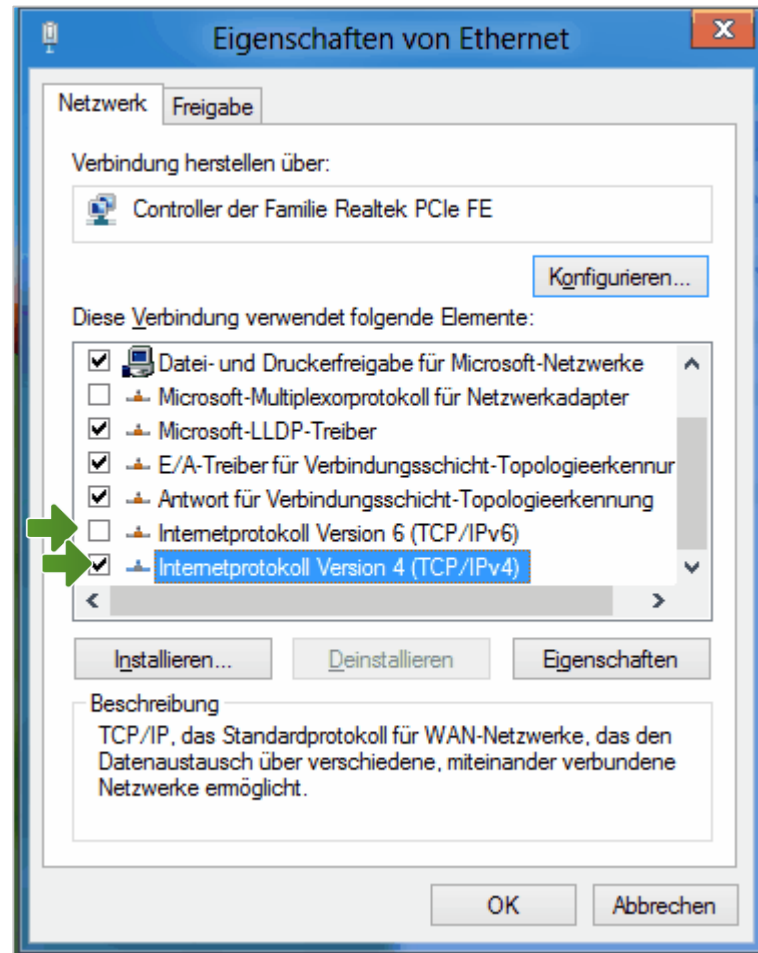 Eigenschaften von Ethernet
Netzwerk
Freigabe
Verbindung herstellen über:
Controller der Familie Realtek PCIe FE
Konfigurieren...
Diese Verbindung verwendet folgende Elemente:
Datei- und Druckerfreigabe für Microsoft-Netzwerke
Microsoft-Multiplexorprotokoll für Netzwerkadapter
Microsoft-LLDP-Treiber
E/A-Treiber für Verbindungsschicht-Topologieerkennur
Antwort für Verbindungsschicht-Topologieerkennung
Internetprotokoll Version 6 (TCP/IPv6)
Internetprotokoll Version 4 (TCP/IPv4)
Installieren...
Deinstallieren
Eigenschaften
Beschreibung
TCP/IP, das Standardprotokoll für WAN-Netzwerke, das den
Datenaustausch über verschiedene, miteinander verbundene
Netzwerke ermöglicht.
OK
Abbrechen